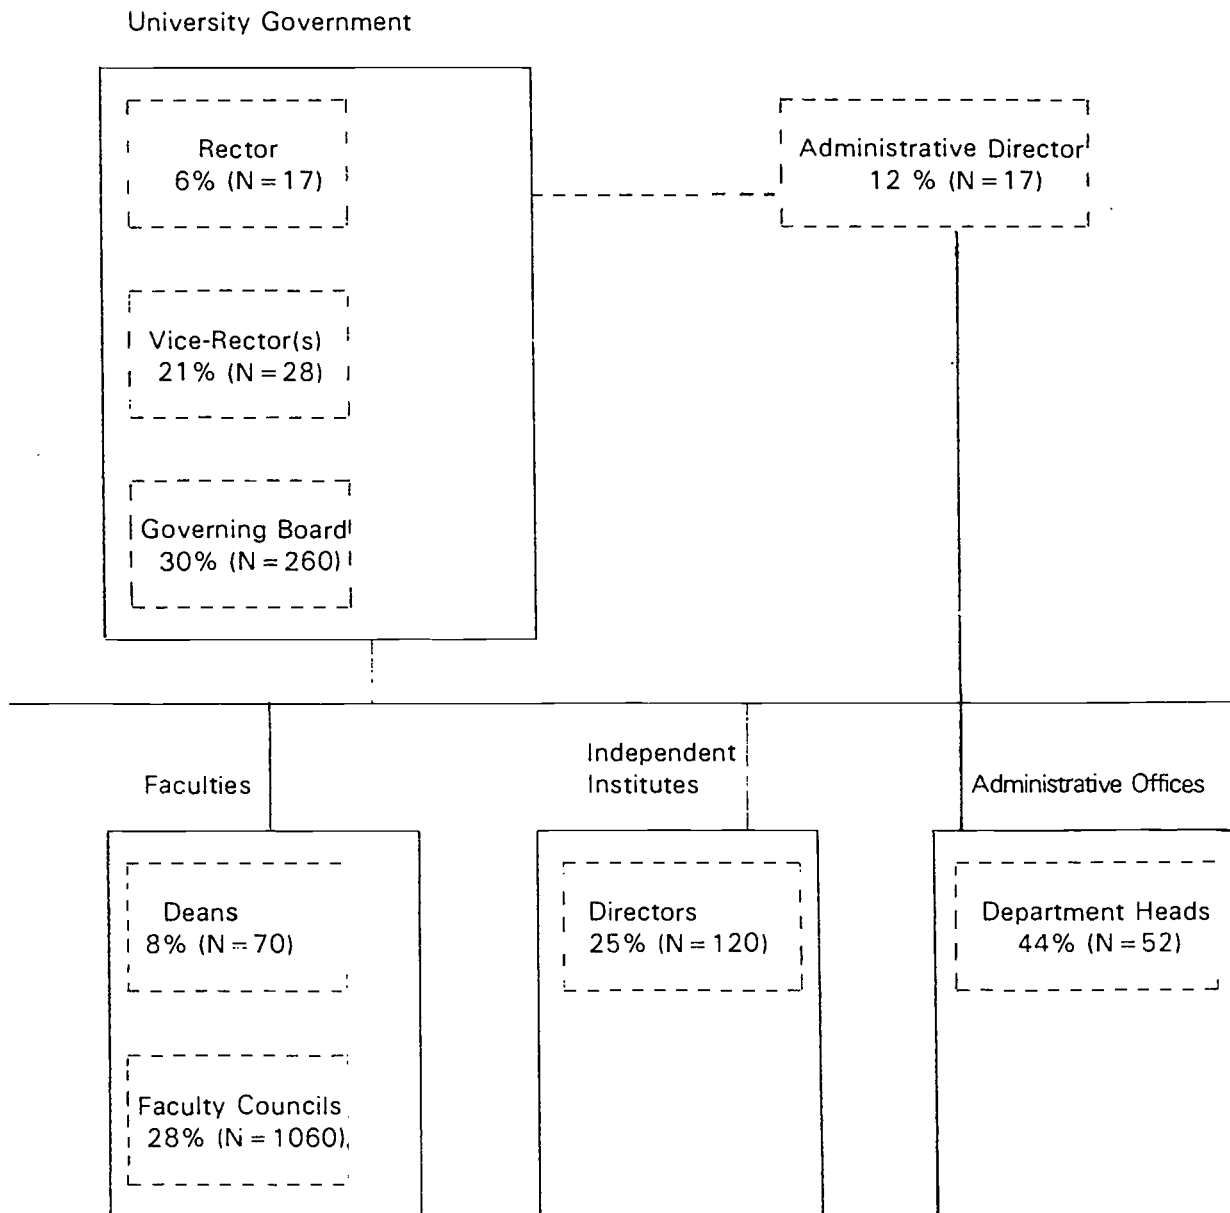 University Government
Rector
6% (N = 17)
Administrative Director
12 % (N = 17)
Vice-Rector(s)
21% (N = 28)
Governing Board
30% (N = 260)
Faculties
Independent
Institutes
Administrative Offices
Deans
8% (N = 70)
Directors
25% (N = 120)
Department Heads
44% (N = 52)
Faculty Councils
28% (N = 1060)